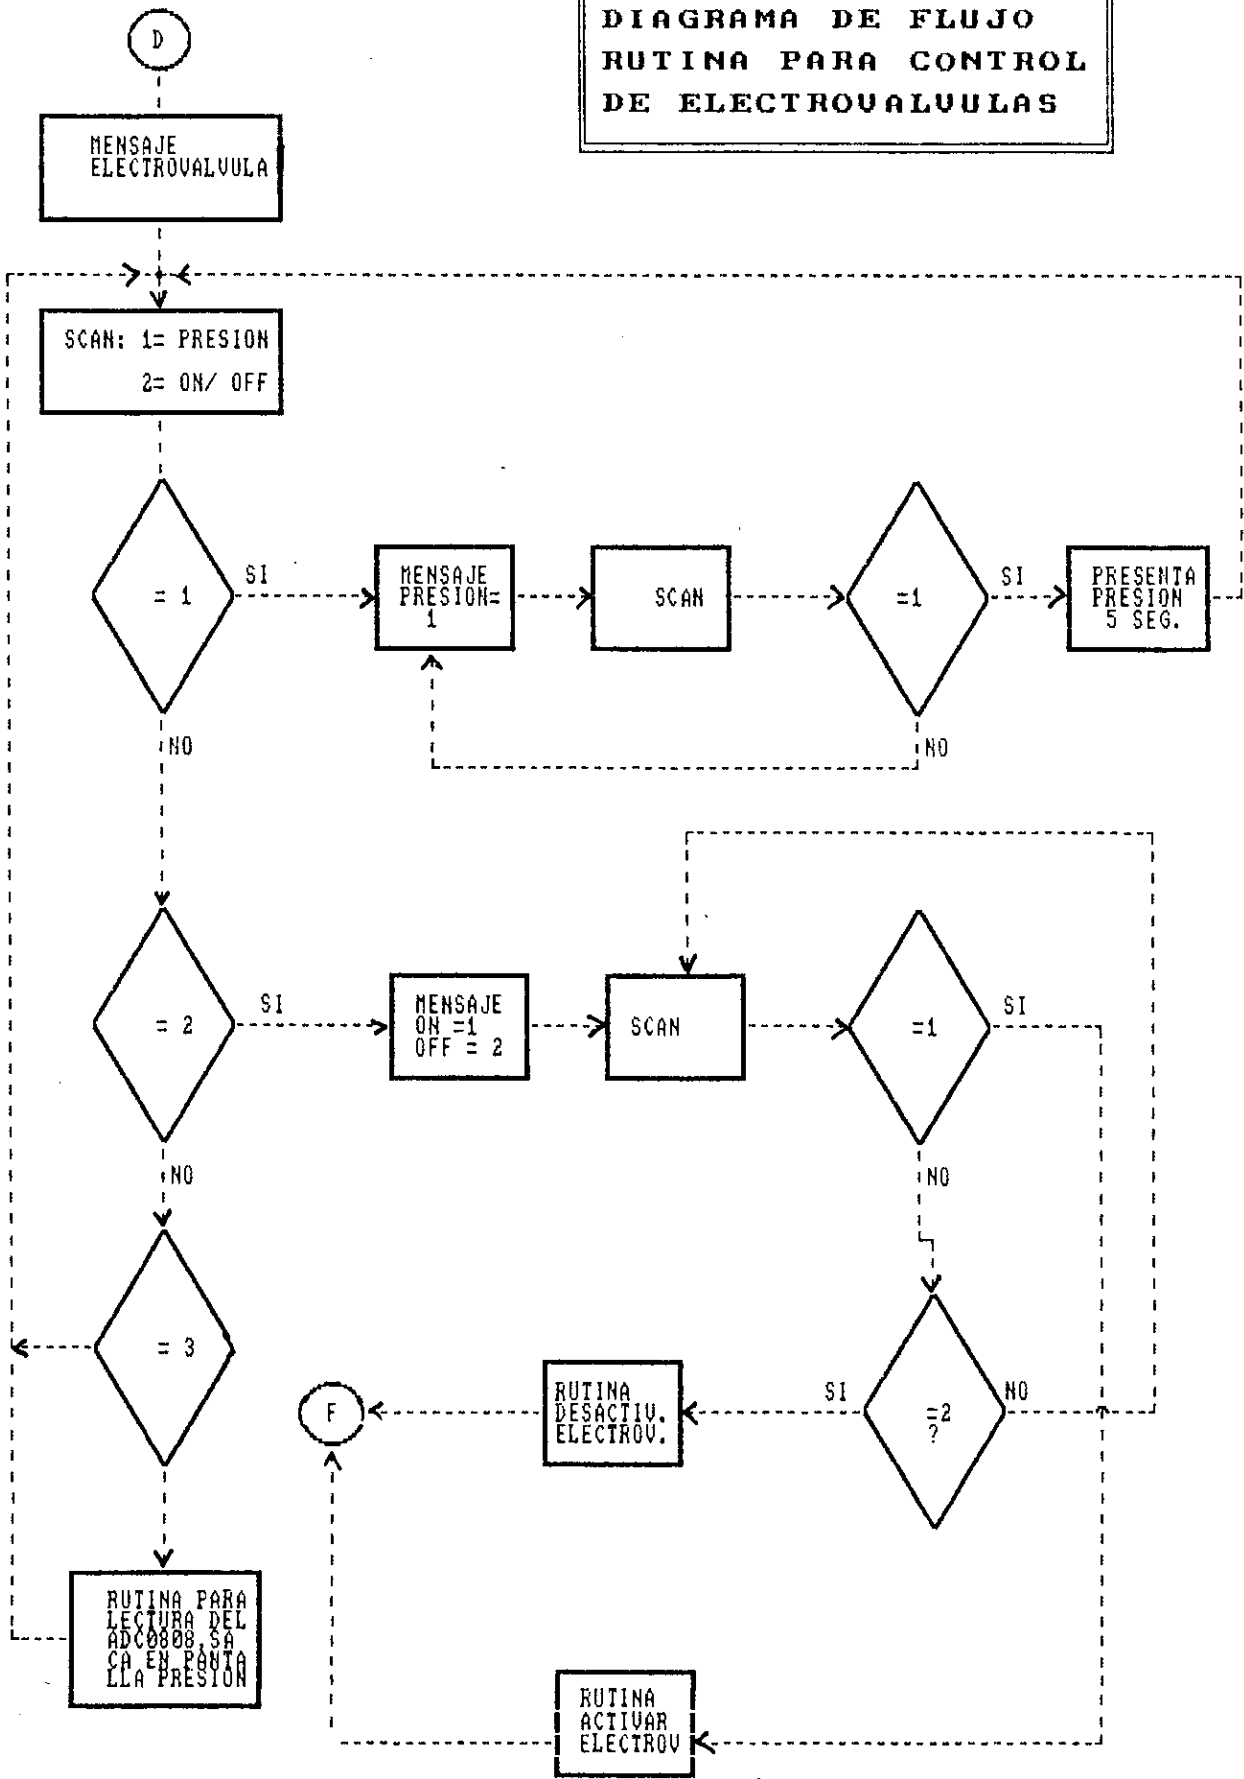 D
DIAGRAMA DE FLUJO
RUTINA PARA CONTROL
DE ELECTROVALVULAS
MENSAJE
ELECTROVALVULA
SCAN: 1= PRESION
2= ON/ OFF
= 1
SI
NO
MENSAJE
PRESION=
1
SCAN
=1
SI
NO
PRESENTA
PRESION
5 SEG.
= 2
SI
NO
MENSAJE
ON =1
OFF = 2
SCAN
=1
SI
NO
= 3
F
RUTINA
DESACTIV.
ELECTROV.
SI
=2
?
NO
RUTINA PARA
LECTURA DEL
ADC0808,SA
CA EN PANTA
LLA PRESION
RUTINA
ACTIVAR
ELECTROV